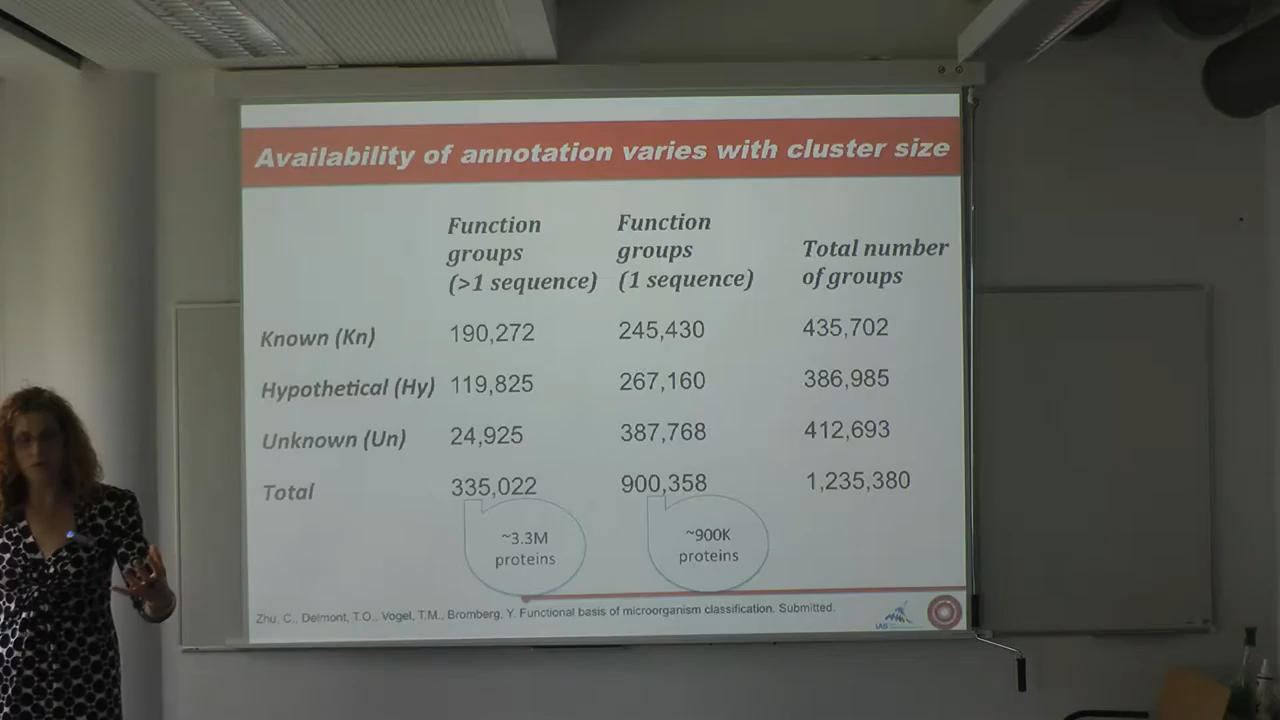 Availability of annotation varies with cluster size
Function
groups
(>1 sequence)
Function
groups
(1 sequence)
Total number
of groups
Known (Kn) 190,272 245,430 435,702
Hypothetical (Hy) 119,825 267,160 386,985
Unknown (Un) 24,925 387,768 412,693
Total 335,022 900,358 1,235,380
~3.3M
proteins
~900K
proteins
Zhu, C., Delmont, T.O., Vogel, T.M., Bromberg, Y. Functional basis of microorganism classification. Submitted.
IAS